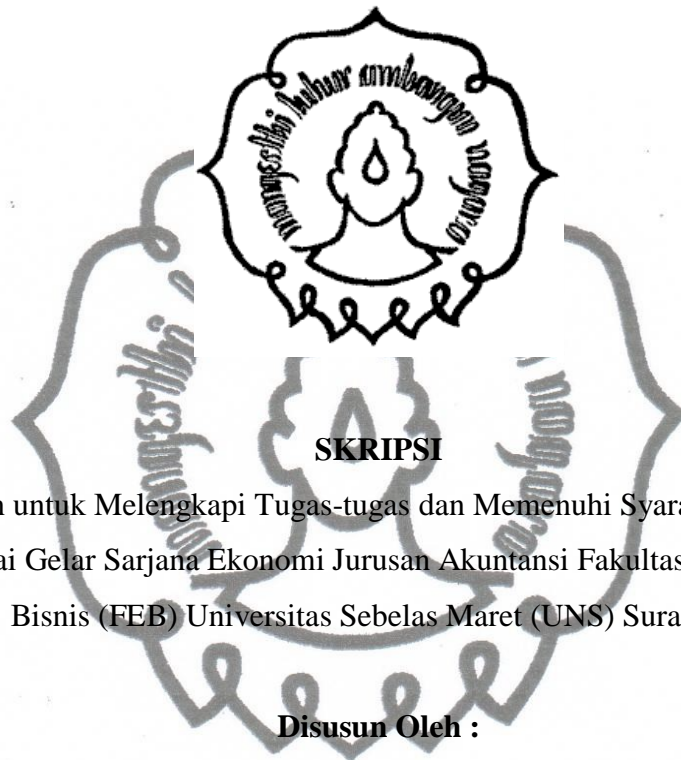 mangesthi luhur ambangun nagara
SKRIPSI
n untuk Melengkapi Tugas-tugas dan Memenuhi Syara
ai Gelar Sarjana Ekonomi Jurusan Akuntansi Fakultas
Bisnis (FEB) Universitas Sebelas Maret (UNS) Sura
Disusun Oleh :